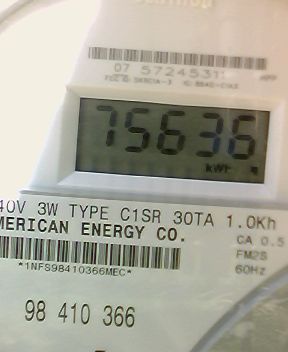 07 57245311
75636
kWh
40V 3W TYPE C1SR 30TA 1.0Kh
MERICAN ENERGY CO.
CA 0.5
FM2S
*1NFS98410366MEC*
60Hz
98 410 366